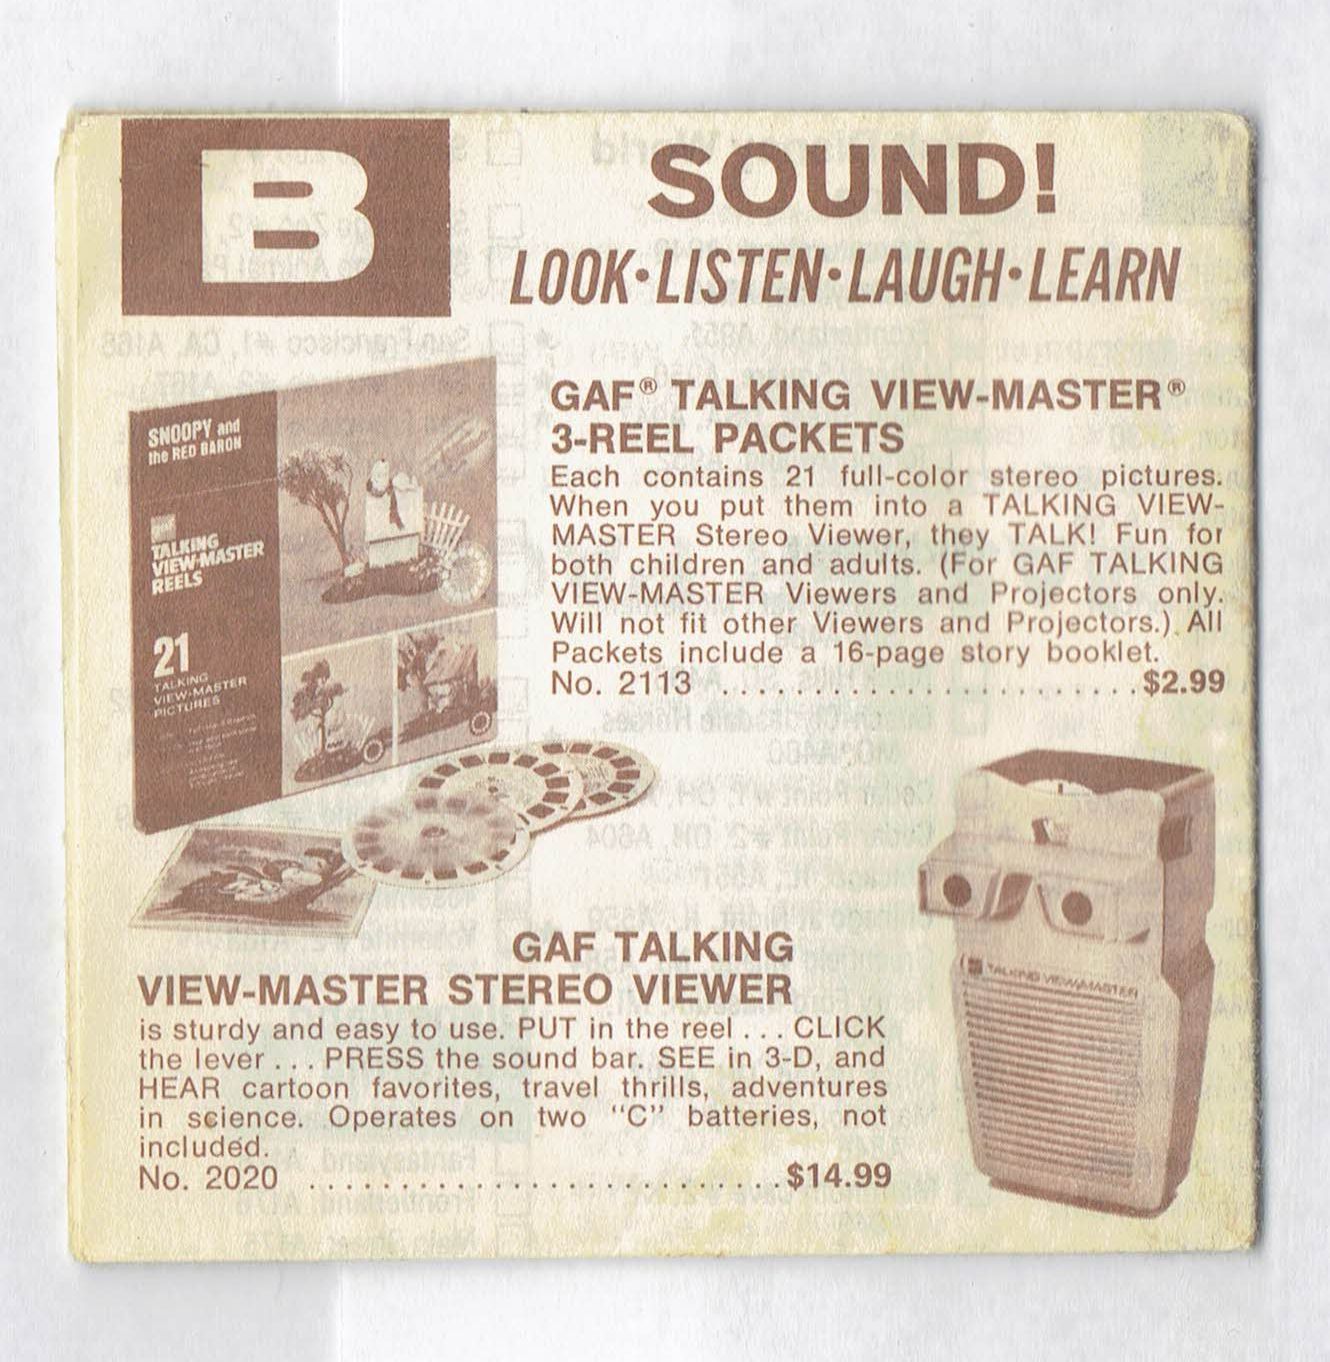 B
SOUND!
LOOK•LISTEN•LAUGH•LEARN
GAF® TALKING VIEW-MASTER®
3-REEL PACKETS
Each contains 21 full-color stereo pictures.
When you put them into a TALKING VIEW-
MASTER Stereo Viewer, they TALK! Fun for
both children and adults. (For GAF TALKING
VIEW-MASTER Viewers and Projectors only.
Will not fit other Viewers and Projectors.) All
Packets include a 16-page story booklet.
No. 2113 ........................$2.99
SNOOPY and
the RED BARON
TALKING
VIEW-MASTER
REELS
21
TALKING
VIEW-MASTER
PICTURES
GAF TALKING
VIEW-MASTER STEREO VIEWER
is sturdy and easy to use. PUT in the reel... CLICK
the lever... PRESS the sound bar. SEE in 3-D, and
HEAR cartoon favorites, travel thrills, adventures
in science. Operates on two "C" batteries, not
included.
No. 2020 ...........................$14.99
TALKING VIEW-MASTER